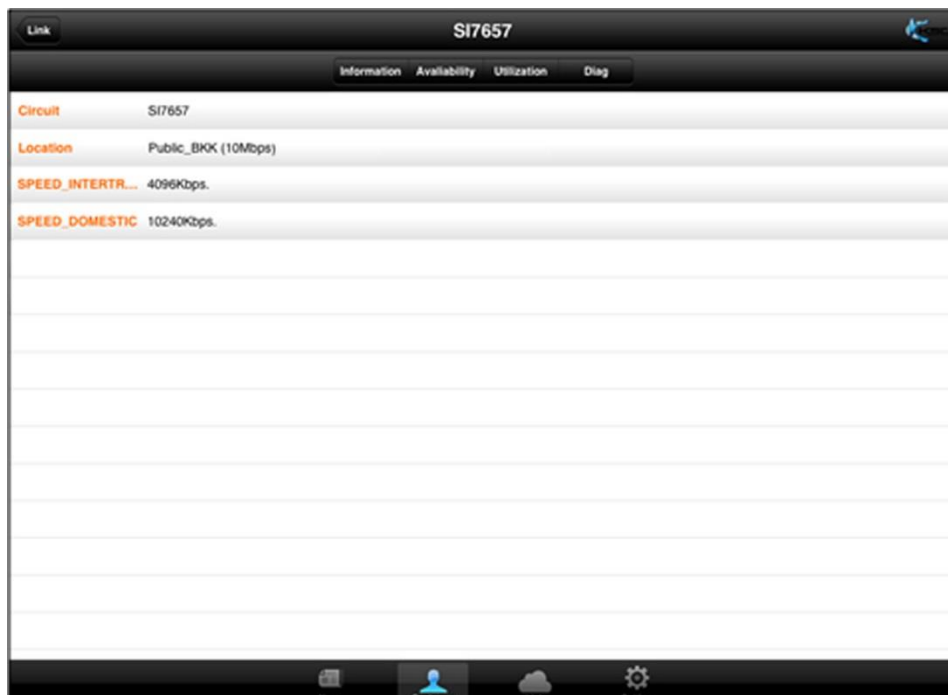 Link
SI7657
Information Availability Utilization Diag
Circuit SI7657
Location Public_BKK (10Mbps)
SPEED_INTERTR... 4096Kbps.
SPEED_DOMESTIC 10240Kbps.